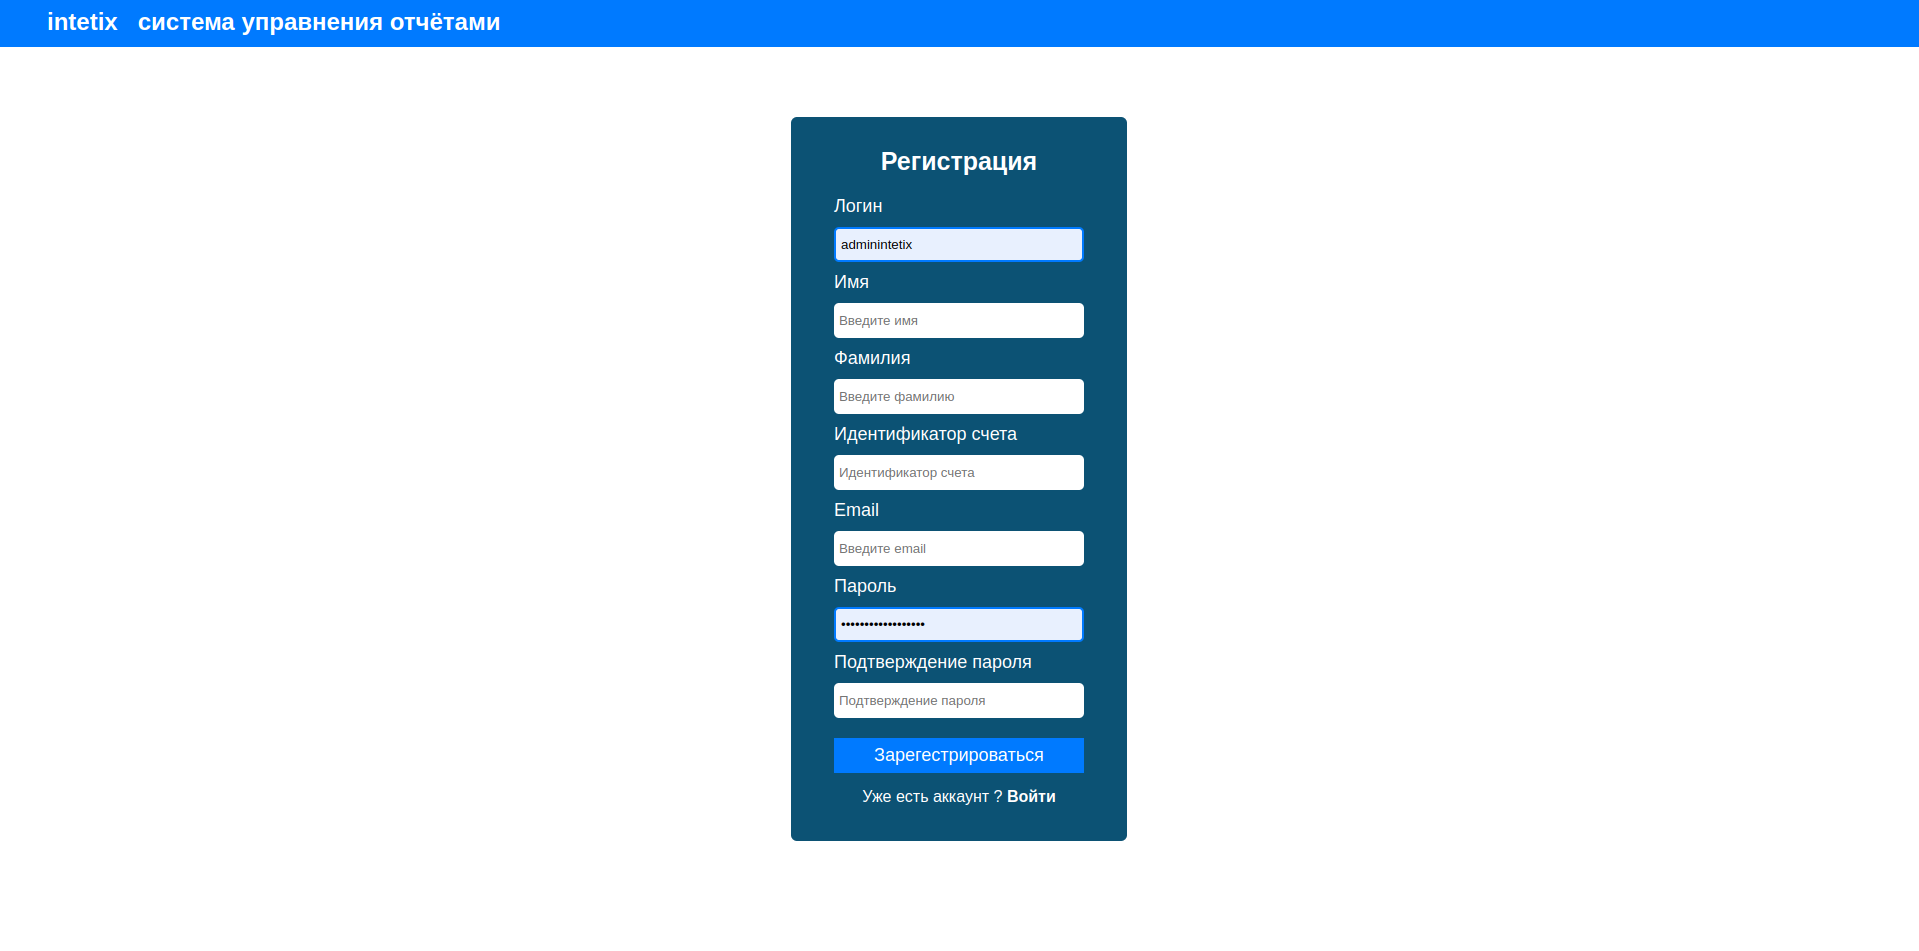 intetix система управления отчётами
Регистрация
Логин
adminintetix
Имя
Введите имя
Фамилия
Введите фамилию
Идентификатор счета
Идентификатор счета
Email
Введите email
Пароль
••••••••••••••••••
Подтверждение пароля
Подтверждение пароля
Зарегестрироваться
Уже есть аккаунт ? Войти